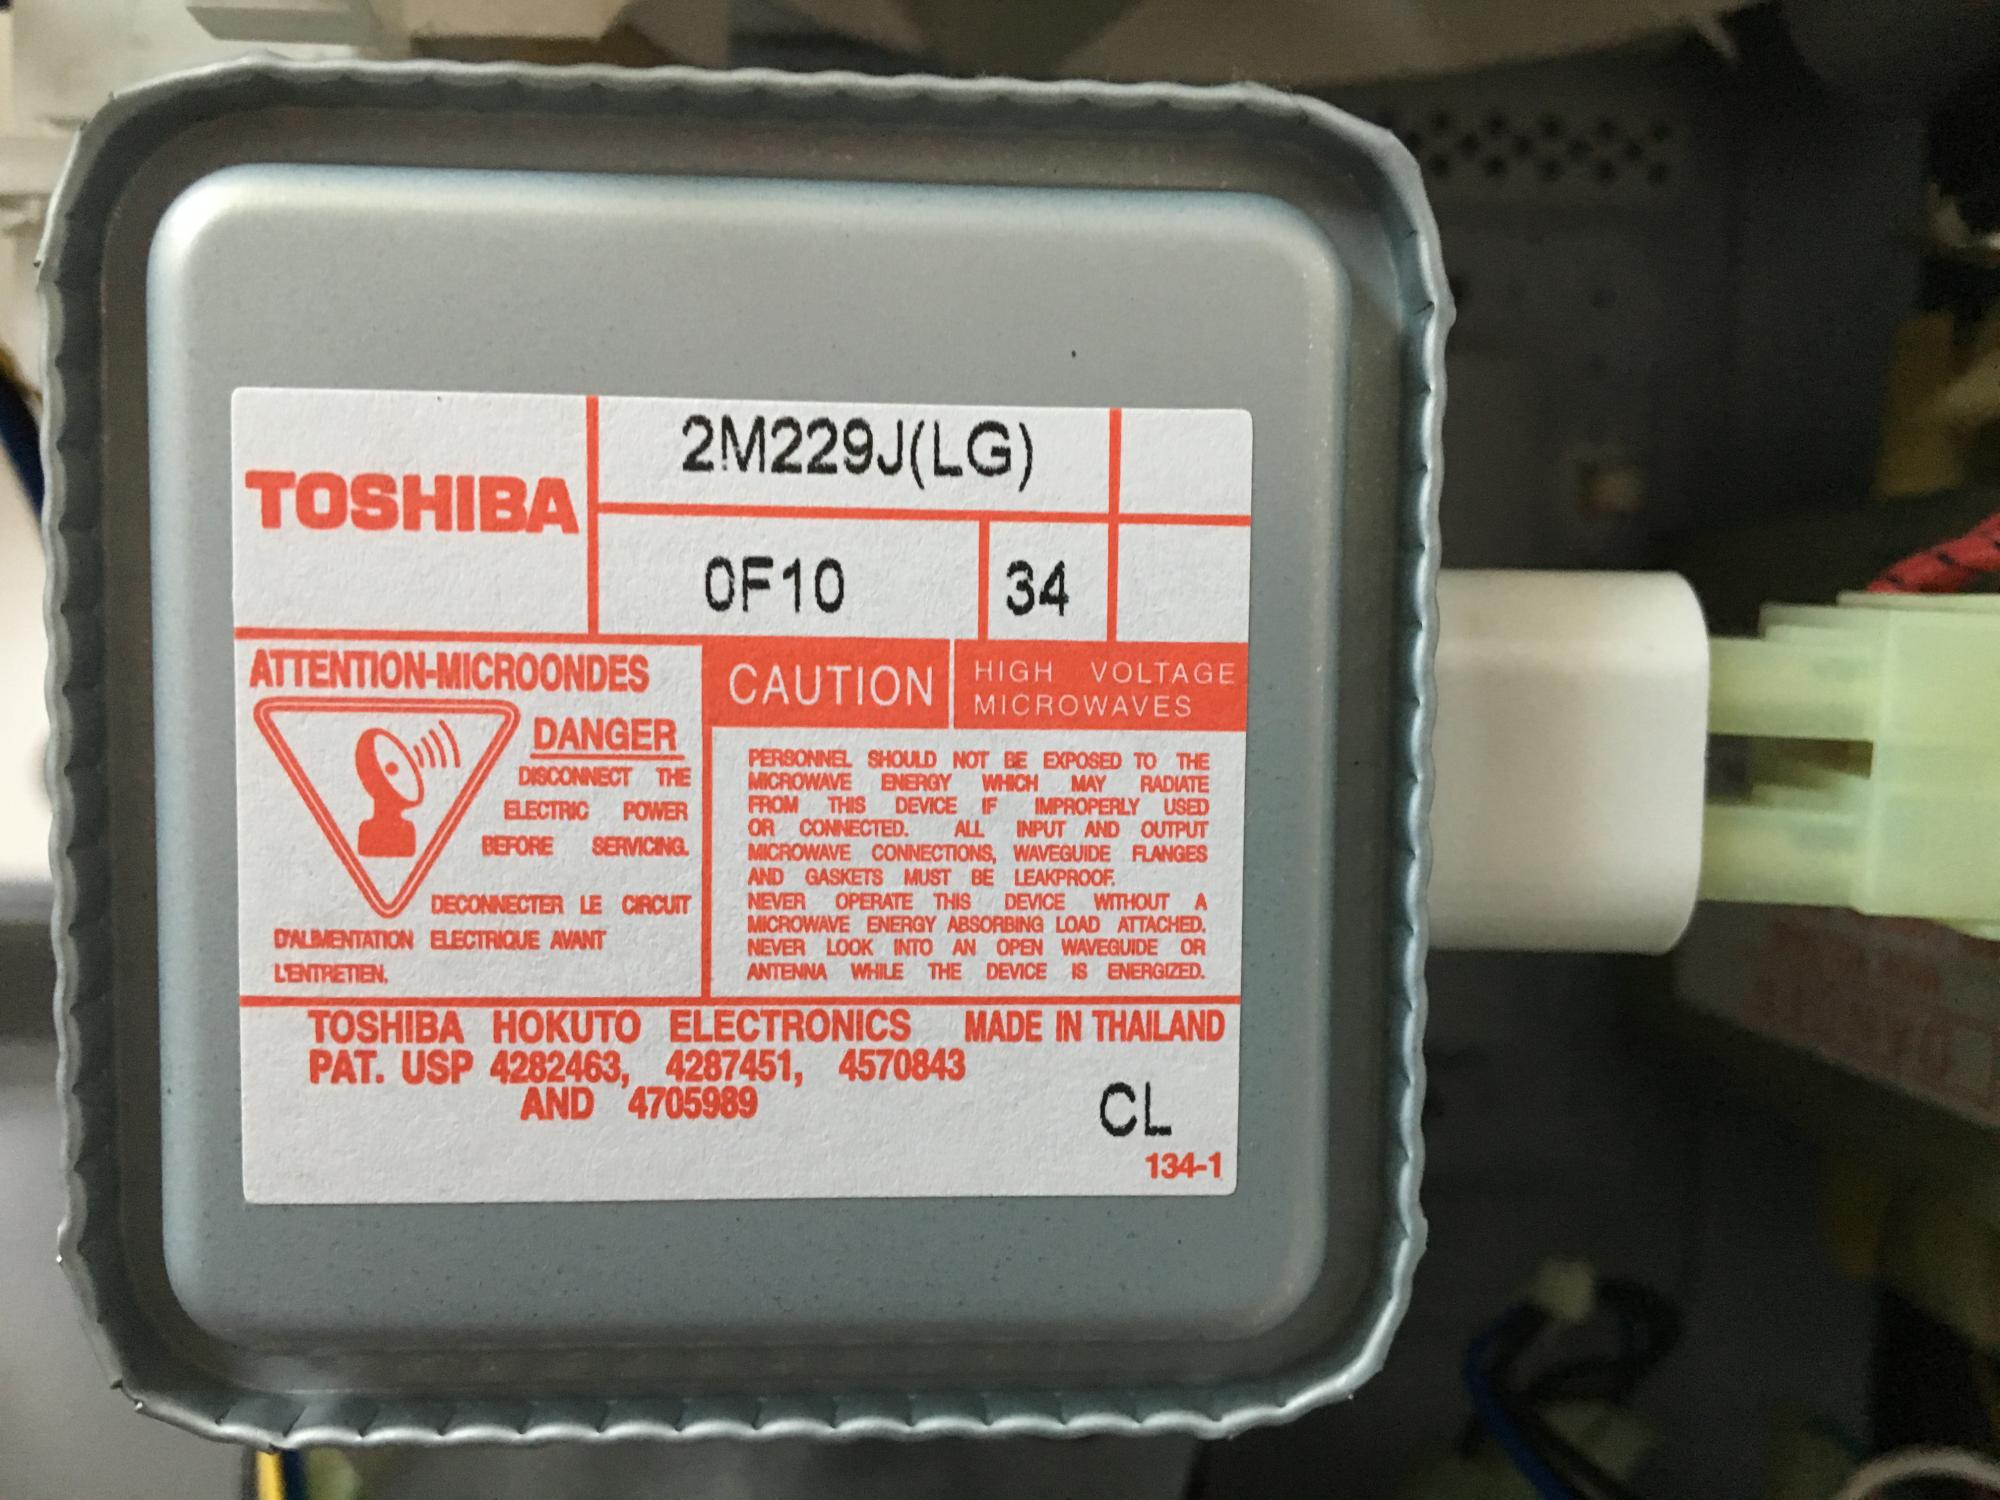 TOSHIBA
2M229J(LG)
0F10
34
ATTENTION-MICROONDES
DANGER
DISCONNECT THE
ELECTRIC POWER
BEFORE SERVICING.
DECONNECTER LE CIRCUIT
D'ALIMENTATION ELECTRIQUE AVANT
L'ENTRETIEN.
CAUTION
HIGH VOLTAGE
MICROWAVES
PERSONNEL SHOULD NOT BE EXPOSED TO THE
MICROWAVE ENERGY WHICH MAY RADIATE
FROM THIS DEVICE IF IMPROPERLY USED
OR CONNECTED. ALL INPUT AND OUTPUT
MICROWAVE CONNECTIONS, WAVEGUIDE FLANGES
AND GASKETS MUST BE LEAKPROOF.
NEVER OPERATE THIS DEVICE WITHOUT A
MICROWAVE ENERGY ABSORBING LOAD ATTACHED.
NEVER LOOK INTO AN OPEN WAVEGUIDE OR
ANTENNA WHILE THE DEVICE IS ENERGIZED.
TOSHIBA HOKUTO ELECTRONICS MADE IN THAILAND
PAT. USP 4282463, 4287451, 4570843
AND 4705989
CL
134-1